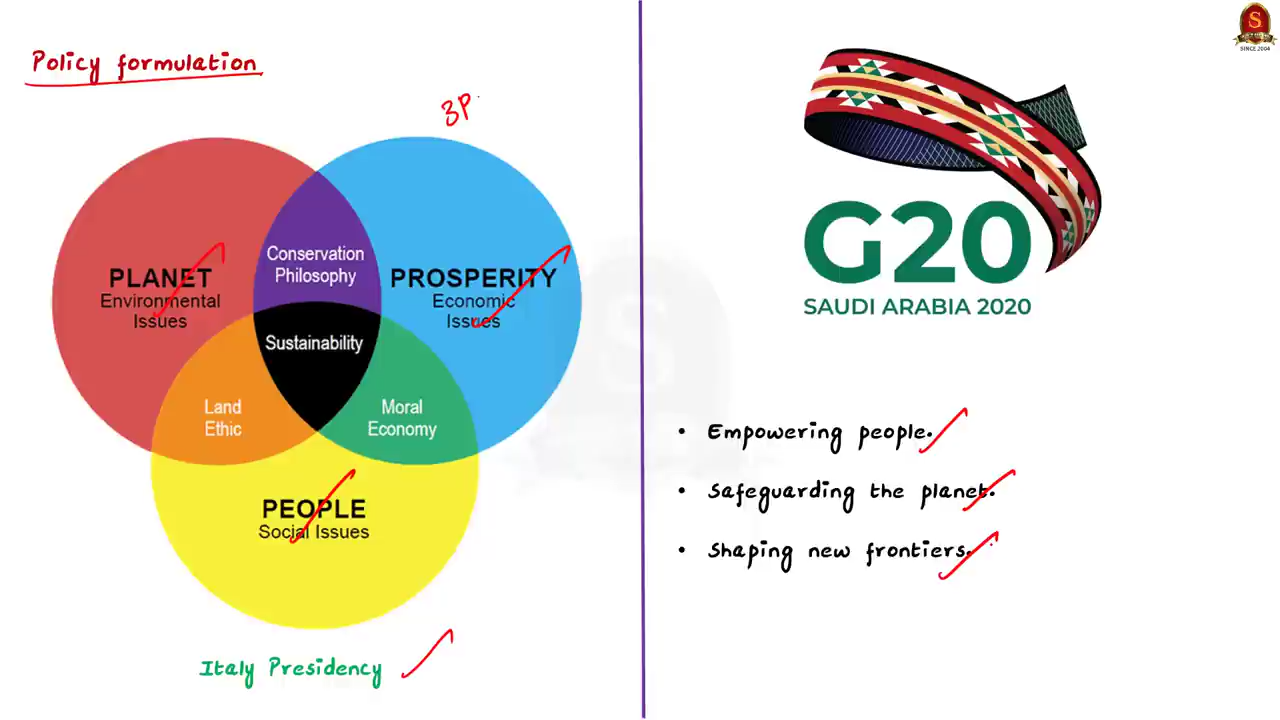 Policy formulation
3P
PLANET
Environmental
Issues
Conservation
Philosophy
PROSPERITY
Economic
Issues
Sustainability
Land
Ethic
Moral
Economy
PEOPLE
Social Issues
Italy Presidency
S
SINCE 2004
G20
SAUDI ARABIA 2020
• Empowering people.
• Safeguarding the planet.
• Shaping new frontiers.